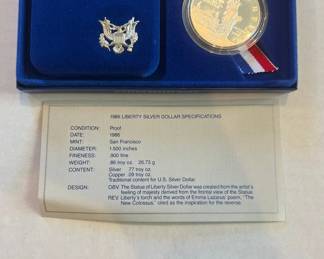 1986 LIBERTY SILVER DOLLAR SPECIFICATIONS
CONDITION: Proof
DATE: 1986
MINT: San Francisco
DIAMETER: 1.500 inches
FINENESS: .900 fine
WEIGHT: .86 troy oz. 26.73 g
CONTENT: Silver .77 troy oz.
Copper .09 troy oz.
Traditional content for U.S. Silver Dollar.
DESIGN: OBV. The Statue of Liberty Silver Dollar was created from the artist's
feeling of majesty derived from the frontal view of the Statue.
REV. Liberty's torch and the words of Emma Lazarus' poem, "The
New Colossus," cited as the inspiration for the reverse.